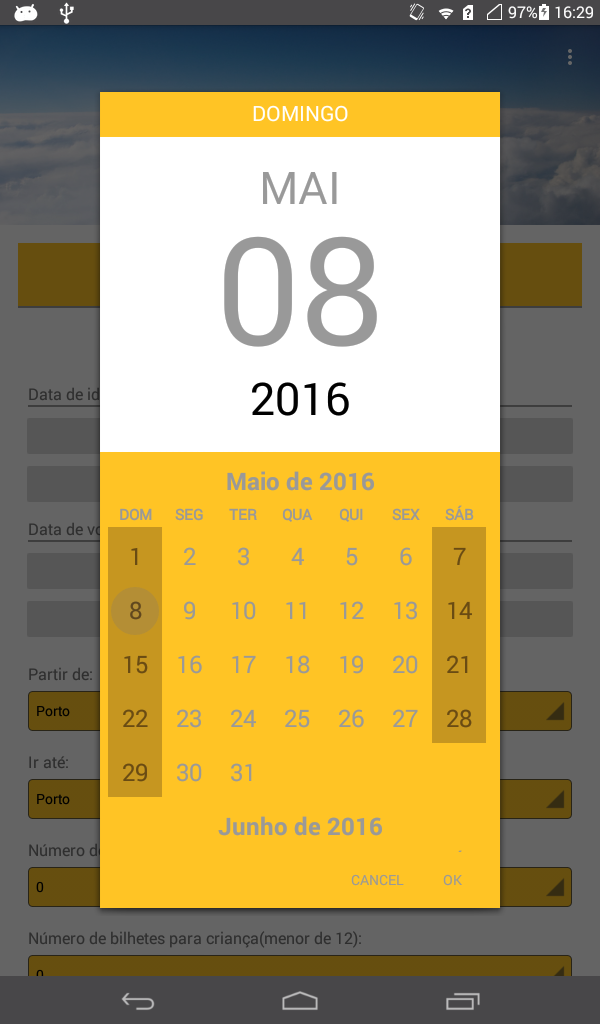 97% 16:29
DOMINGO
MAI
08
2016
Data de id
Maio de 2016
DOM SEG TER QUA QUI SEX SÁB
Data de vo
1 2 3 4 5 6 7
8 9 10 11 12 13 14
15 16 17 18 19 20 21
Partir de:
Porto
22 23 24 25 26 27 28
Ir até:
29 30 31
Porto
Junho de 2016
Número d
0
CANCEL OK
Número de bilhetes para criança(menor de 12):
0